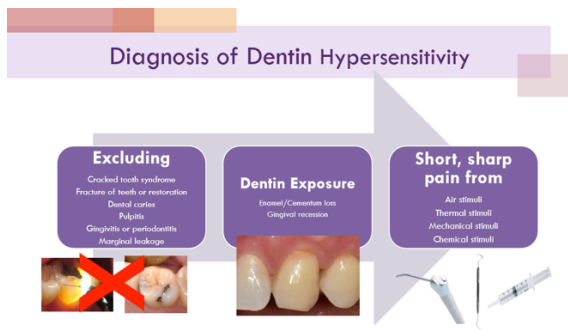 Diagnosis of Dentin Hypersensitivity
Excluding
Cracked tooth syndrome
Fracture of teeth or restoration
Dental caries
Pulpitis
Gingivitis or periodontitis
Marginal leakage
Dentin Exposure
Enamel/Cementum loss
Gingival recession
Short, sharp
pain from
Air stimuli
Thermal stimuli
Mechanical stimuli
Chemical stimuli